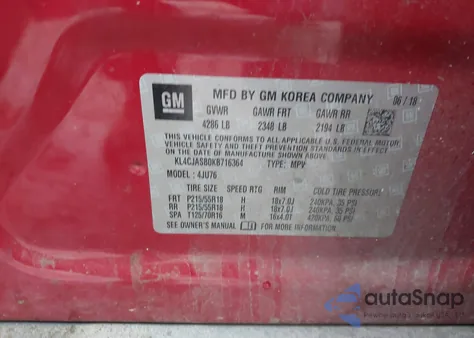 GM
MFD BY GM KOREA COMPANY 06/18
GVWR GAWR FRT GAWR RR
4286 LB 2348 LB 2194 LB
THIS VEHICLE CONFORMS TO ALL APPLICABLE U.S. FEDERAL MOTOR
VEHICLE SAFETY AND THEFT PREVENTION STANDARDS IN EFFECT ON
THE DATE OF MANUFACTURE SHOWN ABOVE.
KL4CJASB0KB716364 TYPE: MPV
MODEL: 4JU76
TIRE SIZE SPEED RTG RIM COLD TIRE PRESSURE
FRT P215/55R18 H 18x7.0J 240KPA, 35 PSI
RR P215/55R18 H 18x7.0J 240KPA, 35 PSI
SPA T125/70R16 M 16x4.0T 420KPA, 60 PSI
SEE OWNER'S MANUAL FOR MORE INFORMATION.
autoSnap